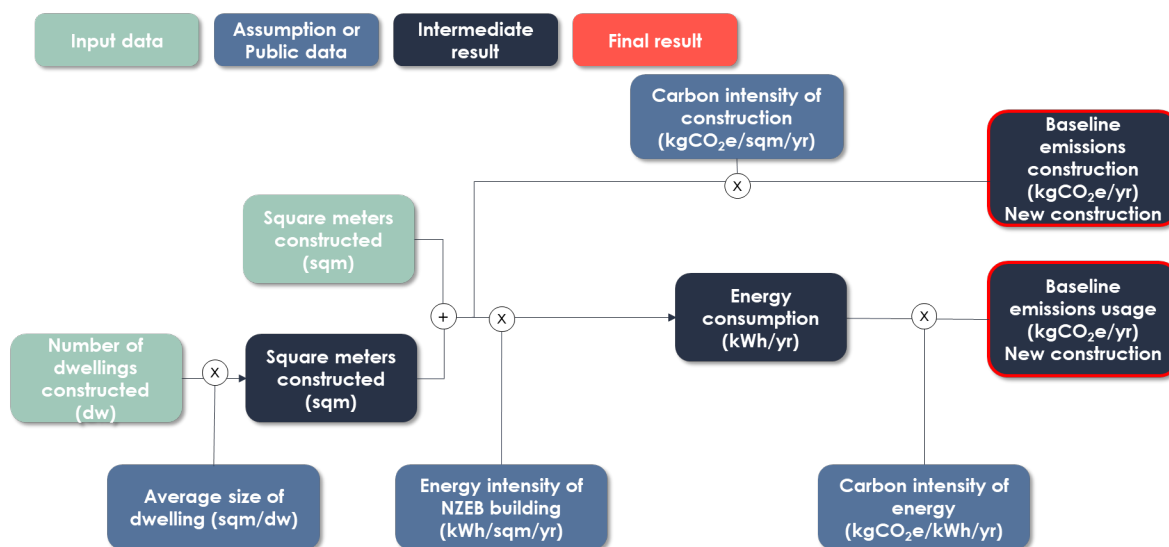 Input data
Assumption or
Public data
Intermediate
result
Final result
Carbon intensity of
construction
(kgCO₂e/sqm/yr)
Baseline
emissions
construction
(kgCO₂e/yr)
New construction
X
Square meters
constructed
(sqm)
+
X
Energy
consumption
(kWh/yr)
X
Baseline
emissions usage
(kgCO₂e/yr)
New construction
Number of
dwellings
constructed
(dw)
X
Square meters
constructed
(sqm)
Average size of
dwelling (sqm/dw)
Energy intensity of
NZEB building
(kWh/sqm/yr)
Carbon intensity of
energy
(kgCO₂e/kWh/yr)